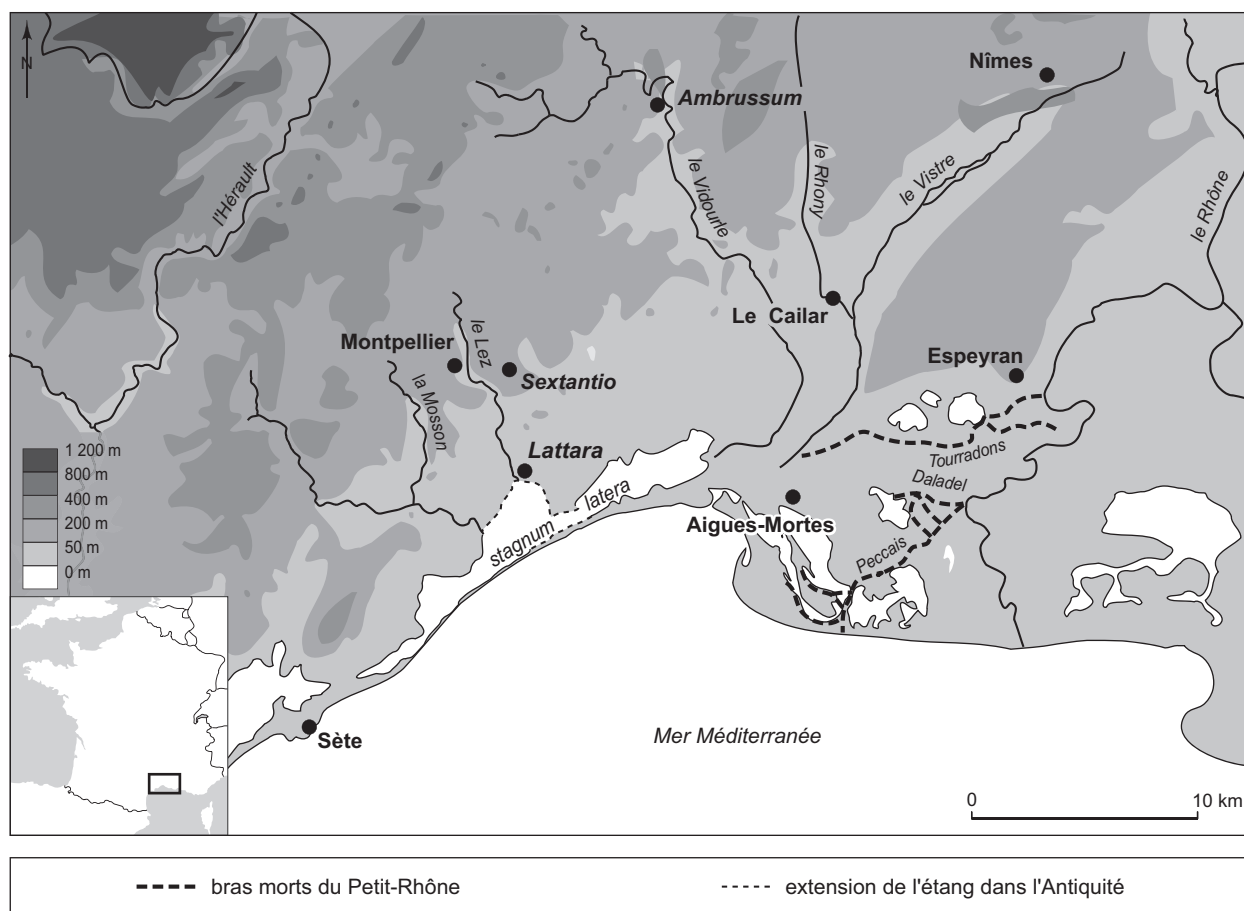 N
Nîmes
Ambrussum
le Vidourle
le Rhony
le Vistre
le Rhône
l'Hérault
Le Cailar
Montpellier
le Lez
Sextantio
la Mosson
Espeyran
Lattara
stagnum latera
Tourradons
Daladel
Aigues-Mortes
Peccais
1 200 m
800 m
400 m
200 m
50 m
0 m
Sète
Mer Méditerranée
0 10 km
bras morts du Petit-Rhône
extension de l'étang dans l'Antiquité